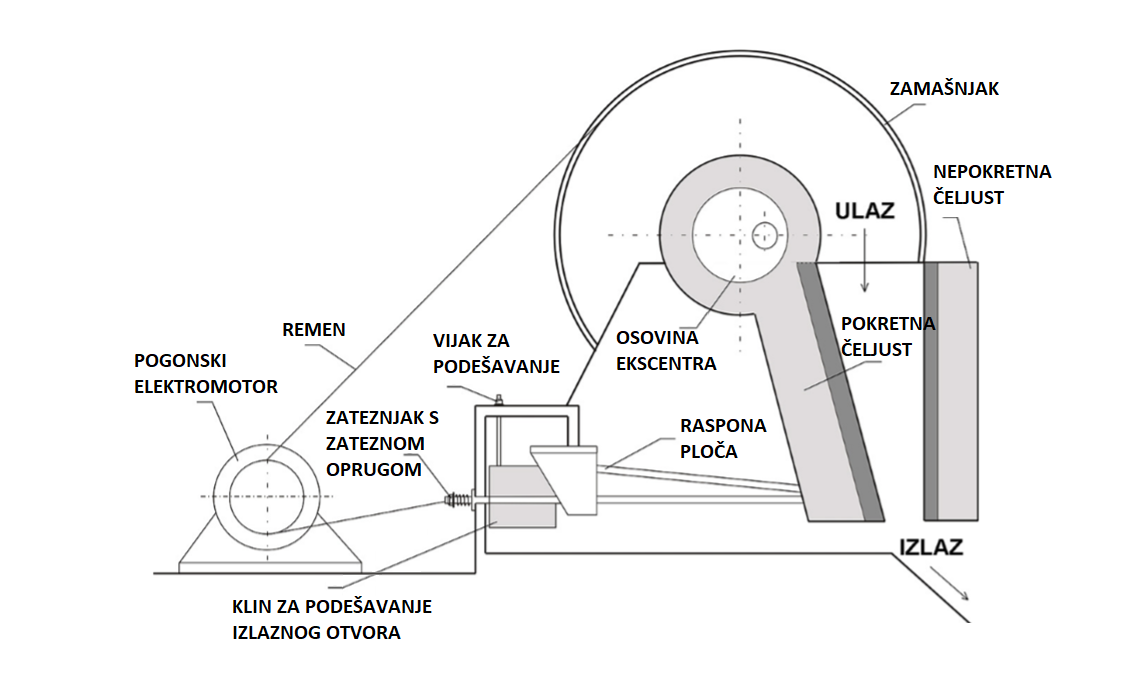 ZAMAŠNJAK
NEPOKRETNA
ČELJUST
ULAZ
REMEN
POGONSKI
ELEKTROMOTOR
VIJAK ZA
PODEŠAVANJE
OSOVINA
EKSCENTRA
POKRETNA
ČELJUST
ZATEZNJAK S
ZATEZNOM
OPRUGOM
RASPONA
PLOČA
IZLAZ
KLIN ZA PODEŠAVANJE
IZLAZNOG OTVORA